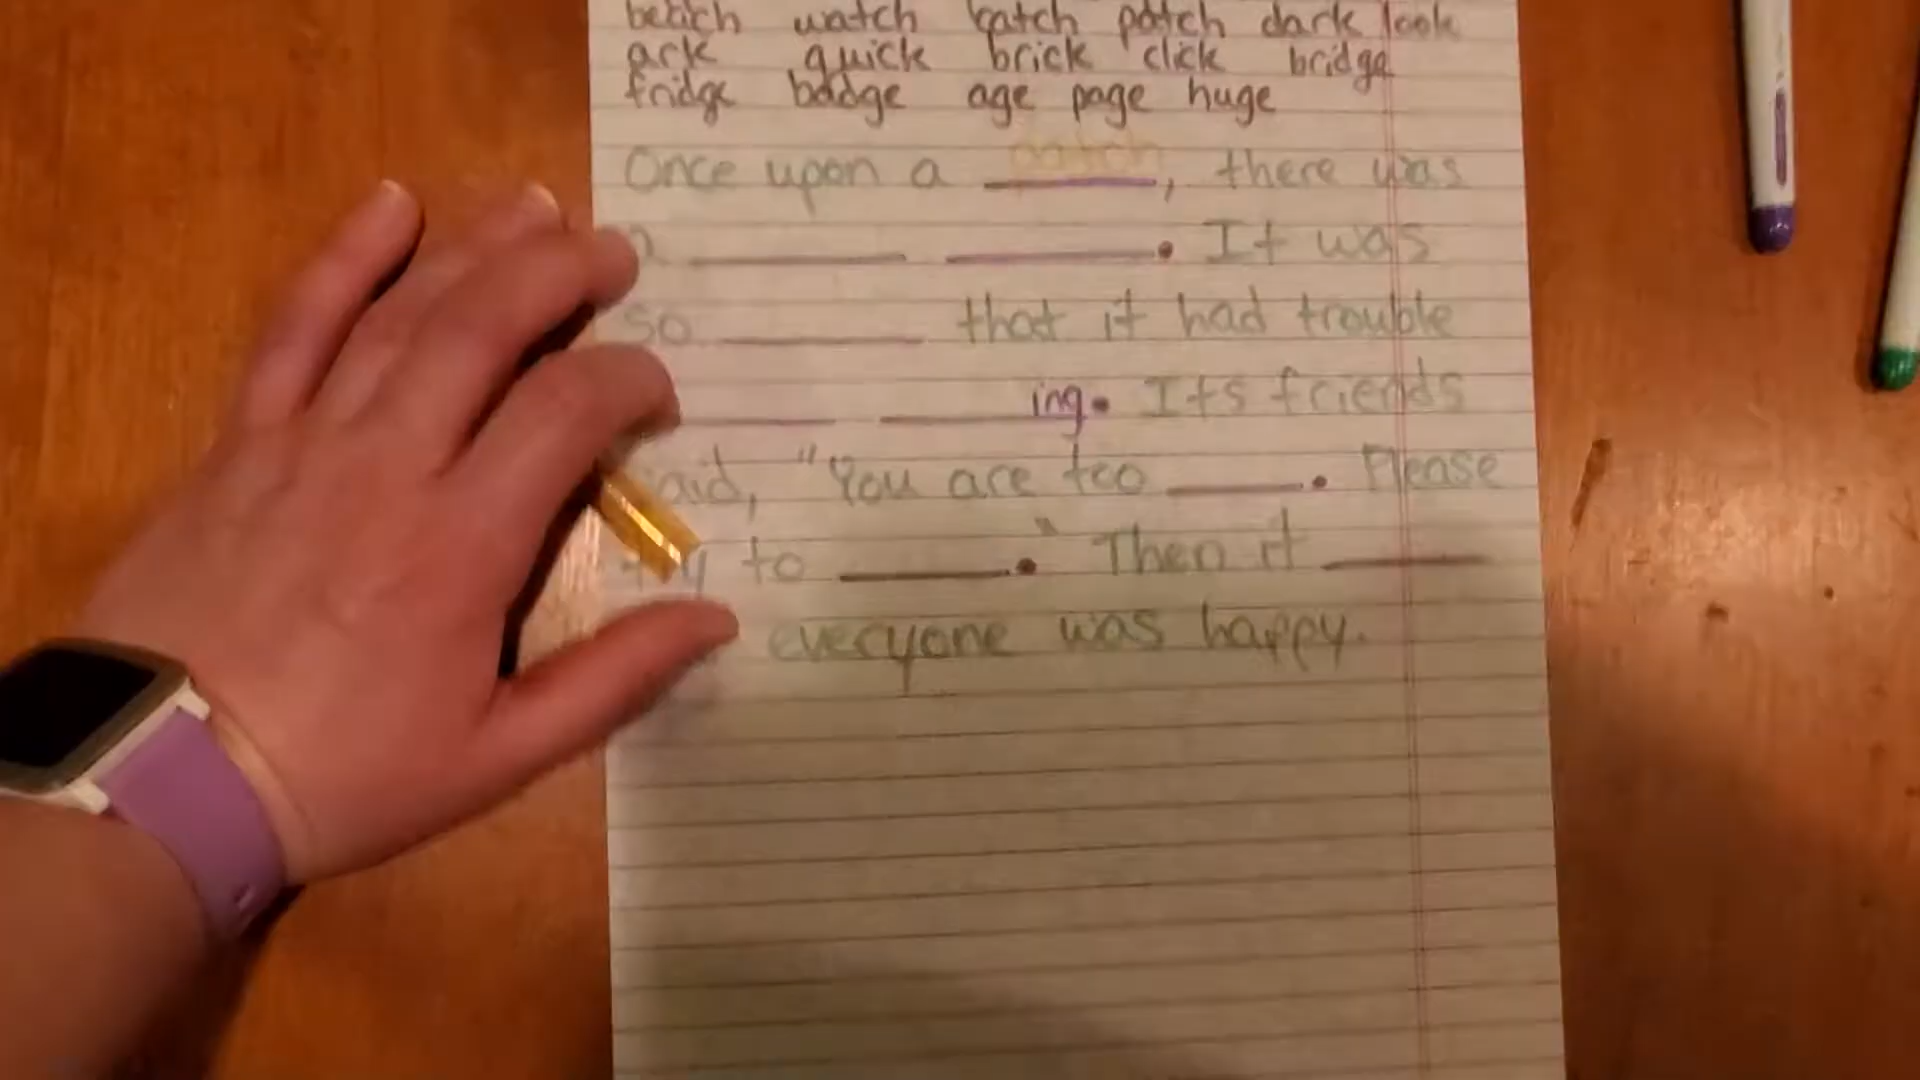 watch catch patch dark look
ark quick brick click bridge
fridge badge age page huge
Once upon a patch, there was
a ______ ______. It was
so ______ that it had trouble
______ ______ing. Its friends
said, "You are too ______. Please
try to ______." Then it ______
everyone was happy.